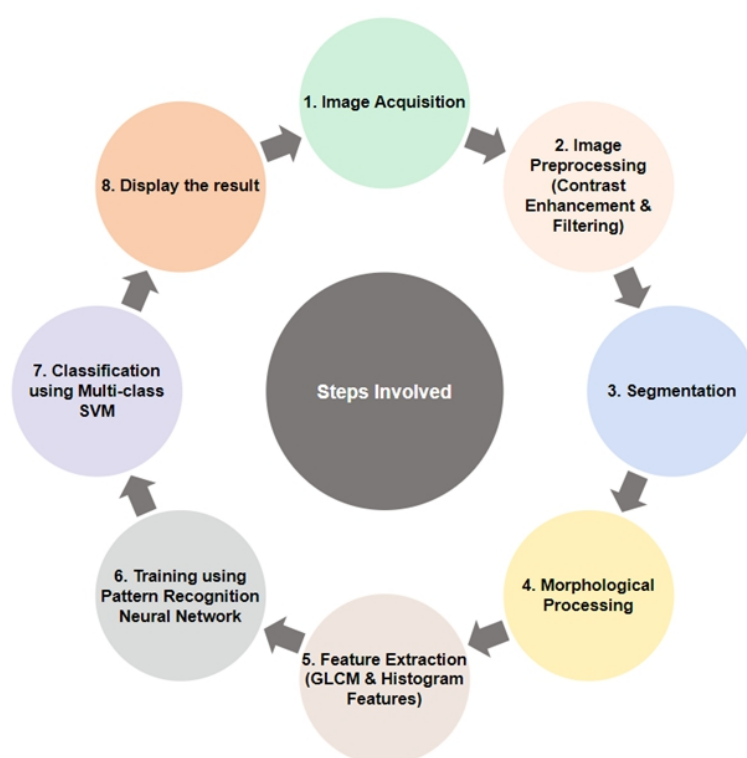 1. Image Acquisition
2. Image
Preprocessing
(Contrast
Enhancement &
Filtering)
3. Segmentation
4. Morphological
Processing
5. Feature Extraction
(GLCM & Histogram
Features)
6. Training using
Pattern Recognition
Neural Network
7. Classification
using Multi-class
SVM
8. Display the result
Steps Involved